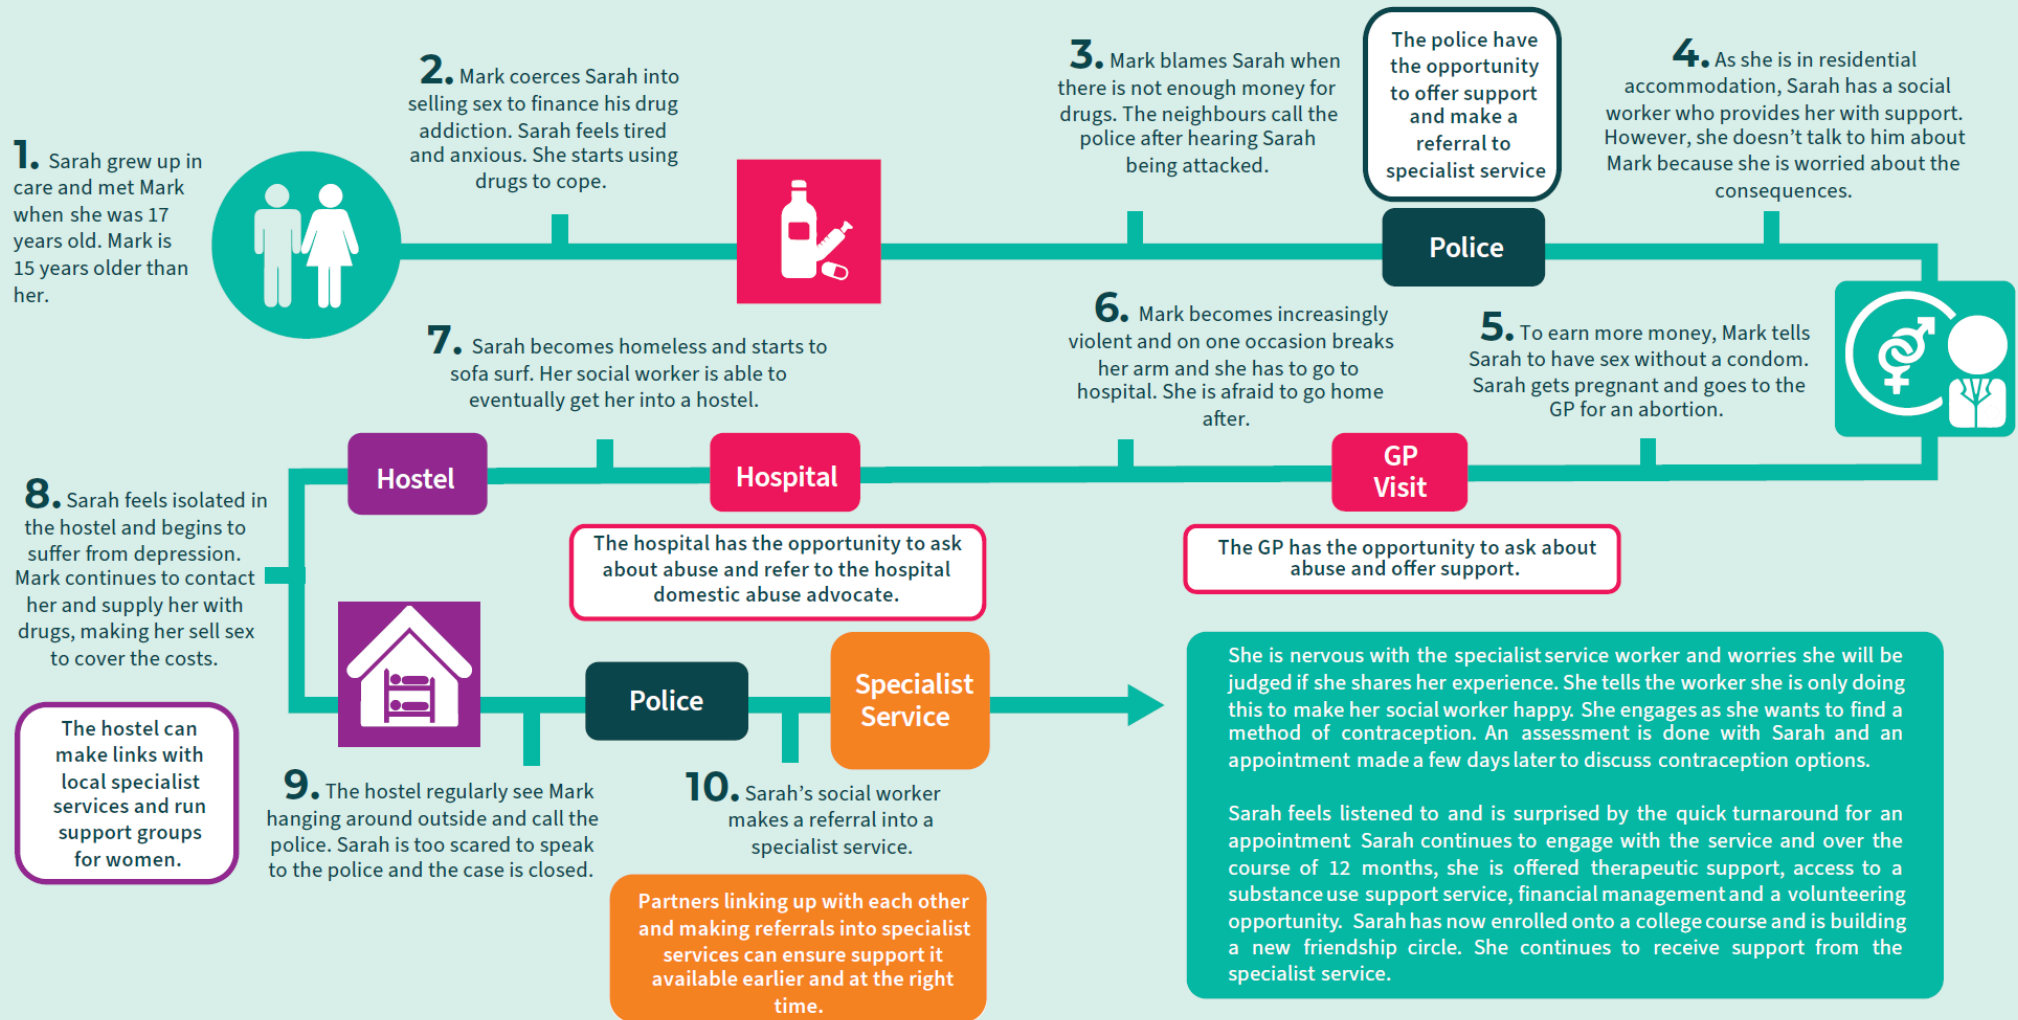 1. Sarah grew up in
care and met Mark
when she was 17
years old. Mark is
15 years older than
her.
2. Mark coerces Sarah into
selling sex to finance his drug
addiction. Sarah feels tired
and anxious. She starts using
drugs to cope.
3. Mark blames Sarah when
there is not enough money for
drugs. The neighbours call the
police after hearing Sarah
being attacked.
The police have
the opportunity
to offer support
and make a
referral to
specialist service
Police
4. As she is in residential
accommodation, Sarah has a social
worker who provides her with support.
However, she doesn't talk to him about
Mark because she is worried about the
consequences.
5. To earn more money, Mark tells
Sarah to have sex without a condom.
Sarah gets pregnant and goes to the
GP for an abortion.
GP
Visit
The GP has the opportunity to ask about
abuse and offer support.
6. Mark becomes increasingly
violent and on one occasion breaks
her arm and she has to go to
hospital. She is afraid to go home
after.
Hospital
The hospital has the opportunity to ask
about abuse and refer to the hospital
domestic abuse advocate.
7. Sarah becomes homeless and starts to
sofa surf. Her social worker is able to
eventually get her into a hostel.
Hostel
8. Sarah feels isolated in
the hostel and begins to
suffer from depression.
Mark continues to contact
her and supply her with
drugs, making her sell sex
to cover the costs.
The hostel can
make links with
local specialist
services and run
support groups
for women.
9. The hostel regularly see Mark
hanging around outside and call the
police. Sarah is too scared to speak
to the police and the case is closed.
Police
10. Sarah's social worker
makes a referral into a
specialist service.
Specialist
Service
Partners linking up with each other
and making referrals into specialist
services can ensure support it
available earlier and at the right
time.
She is nervous with the specialist service worker and worries she will be
judged if she shares her experience. She tells the worker she is only doing
this to make her social worker happy. She engages as she wants to find a
method of contraception. An assessment is done with Sarah and an
appointment made a few days later to discuss contraception options.
Sarah feels listened to and is surprised by the quick turnaround for an
appointment Sarah continues to engage with the service and over the
course of 12 months, she is offered therapeutic support, access to a
substance use support service, financial management and a volunteering
opportunity. Sarah has now enrolled onto a college course and is building
a new friendship circle. She continues to receive support from the
specialist service.